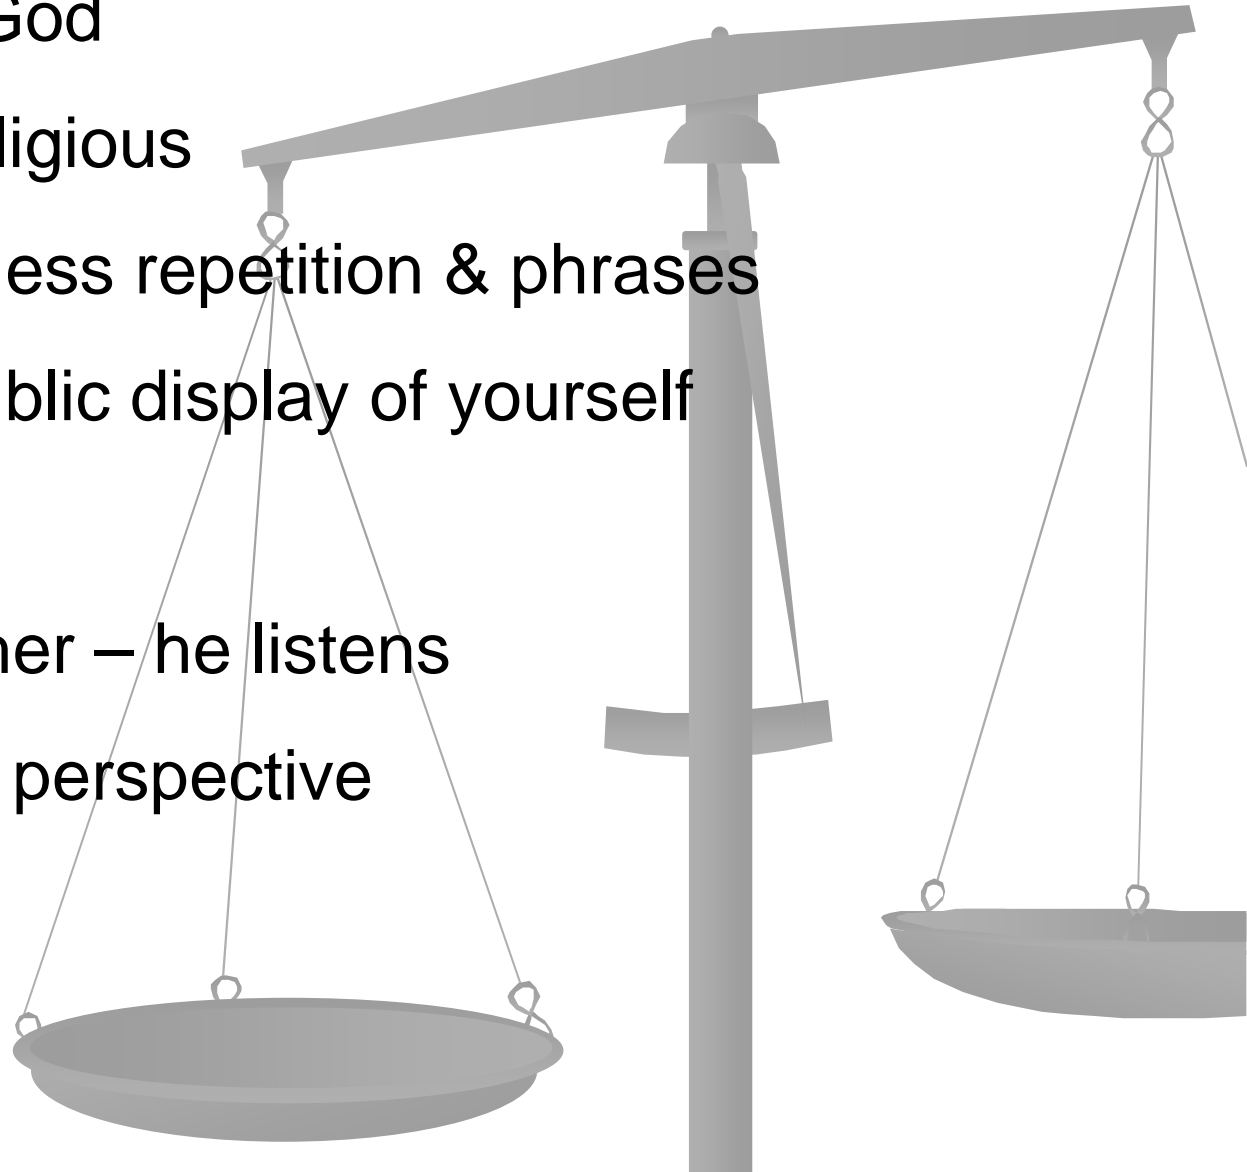 God
ligious
ess repetition & phrases
blic display of yourself
her – he listens
perspective